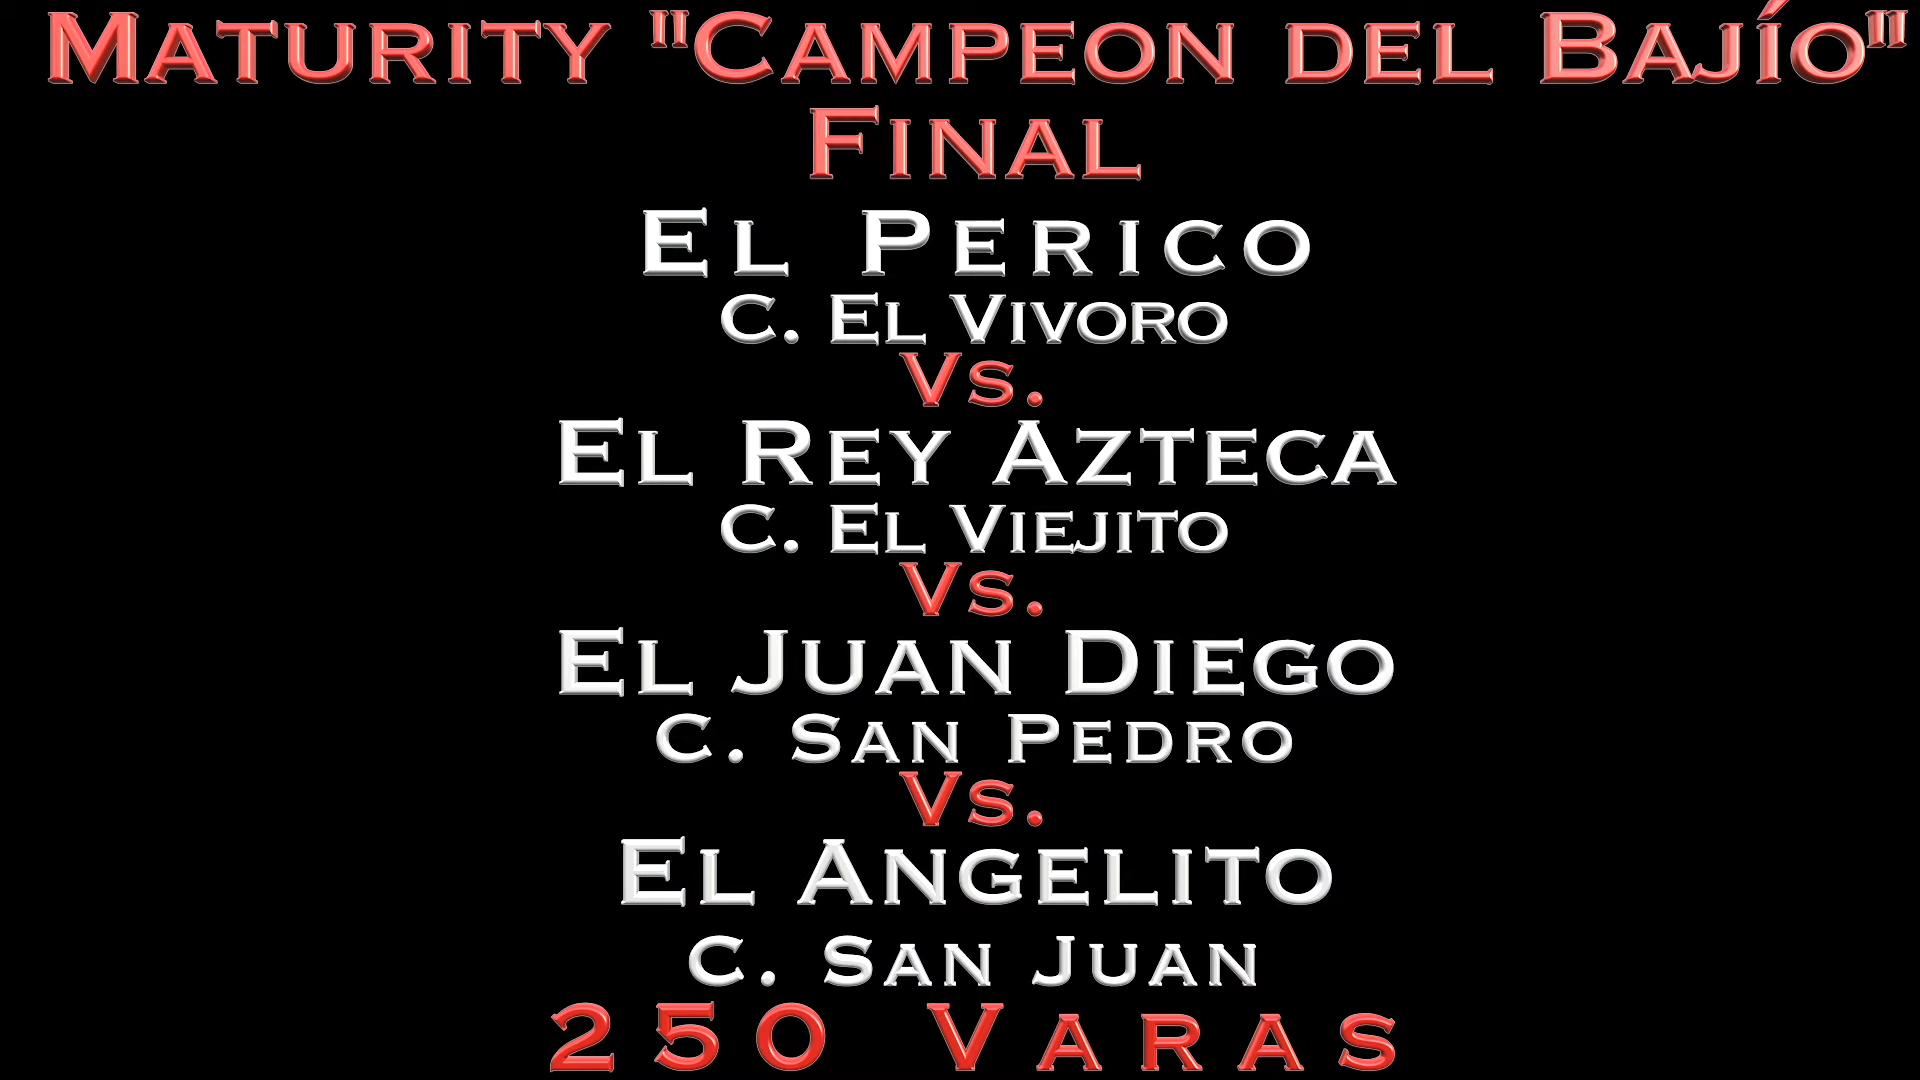 Maturity "Campeon del Bajío"
Final
El Perico
C. El Vivoro
Vs.
El Rey Azteca
C. El Viejito
Vs.
El Juan Diego
C. San Pedro
Vs.
El Angelito
C. San Juan
250 Varas